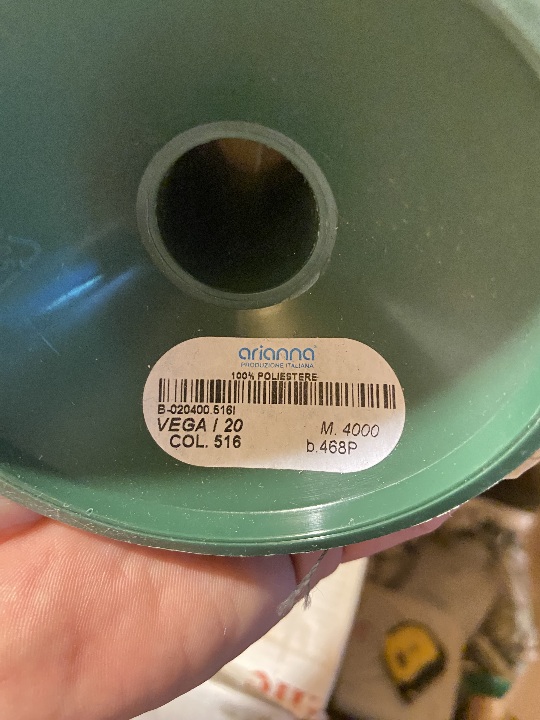 arianna
PRODUZIONE ITALIANA
100% POLIESTERE
B-020400.516I
VEGA / 20
M. 4000
COL. 516
b.468P